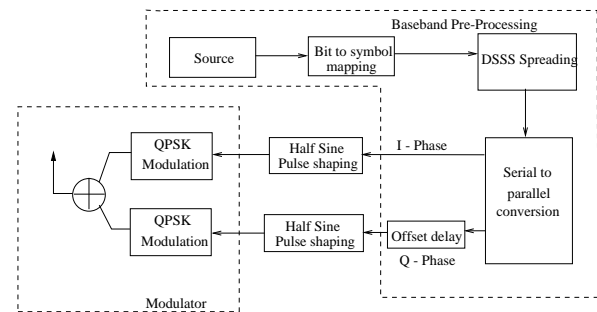 Baseband Pre-Processing
Source
Bit to symbol
mapping
DSSS Spreading
QPSK
Modulation
Half Sine
Pulse shaping
I - Phase
Serial to
parallel
conversion
QPSK
Modulation
Half Sine
Pulse shaping
Offset delay
Q - Phase
Modulator